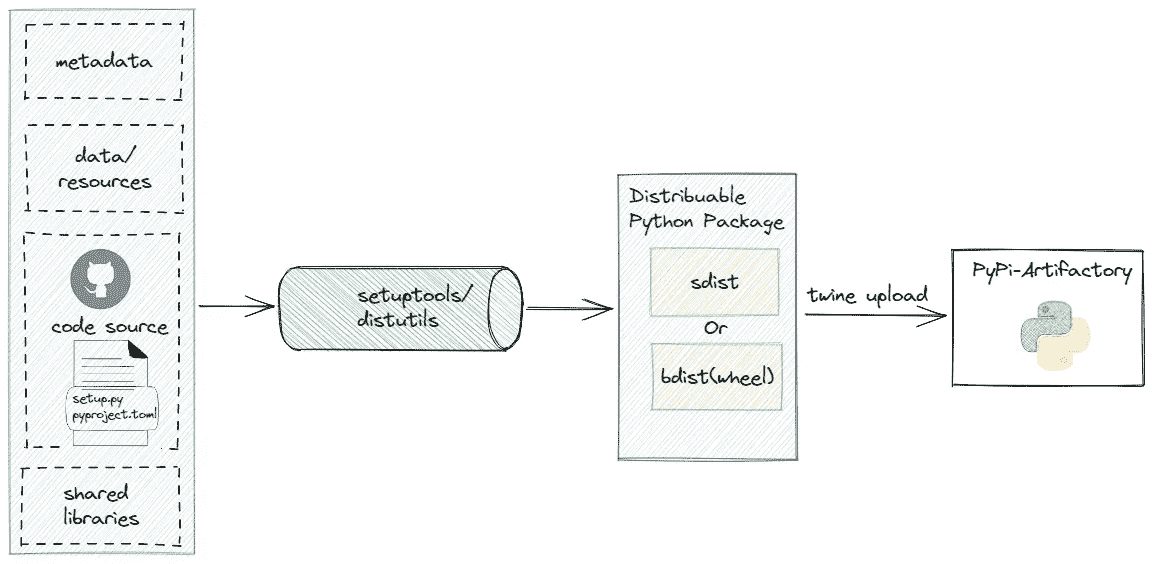 metadata
data/
resources
code source
setup.py
pyproject.toml
shared
libraries
setuptools/
distutils
Distribuable
Python Package
sdist
Or
bdist(wheel)
twine upload
PyPi-Artifactory